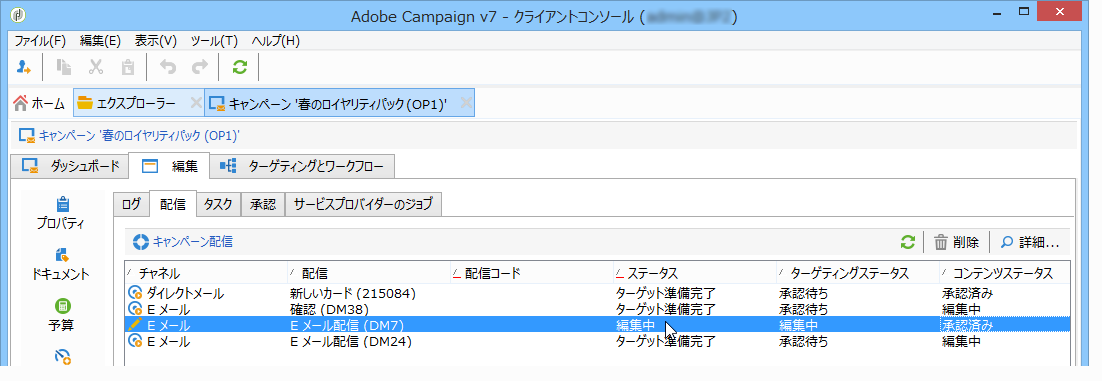 Adobe Campaign v7 - クライアントコンソール ( )
ファイル(F) 編集(E) 表示(V) ツール(T) ヘルプ(H)
ホーム エクスプローラー キャンペーン '春のロイヤリティパック (OP1)'
キャンペーン '春のロイヤリティパック (OP1)'
ダッシュボード 編集 ターゲティングとワークフロー
プロパティ
ドキュメント
予算
ログ 配信 タスク 承認 サービスプロバイダーのジョブ
キャンペーン配信 削除 詳細...
チャネル 配信 配信コード ステータス ターゲティングステータス コンテンツステータス
ダイレクトメール 新しいカード (215084) ターゲット準備完了 承認待ち 承認済み
E メール 確認 (DM38) ターゲット準備完了 承認待ち 編集中
E メール E メール配信 (DM7) 編集中 編集中 承認済み
E メール E メール配信 (DM24) ターゲット準備完了 承認待ち 編集中